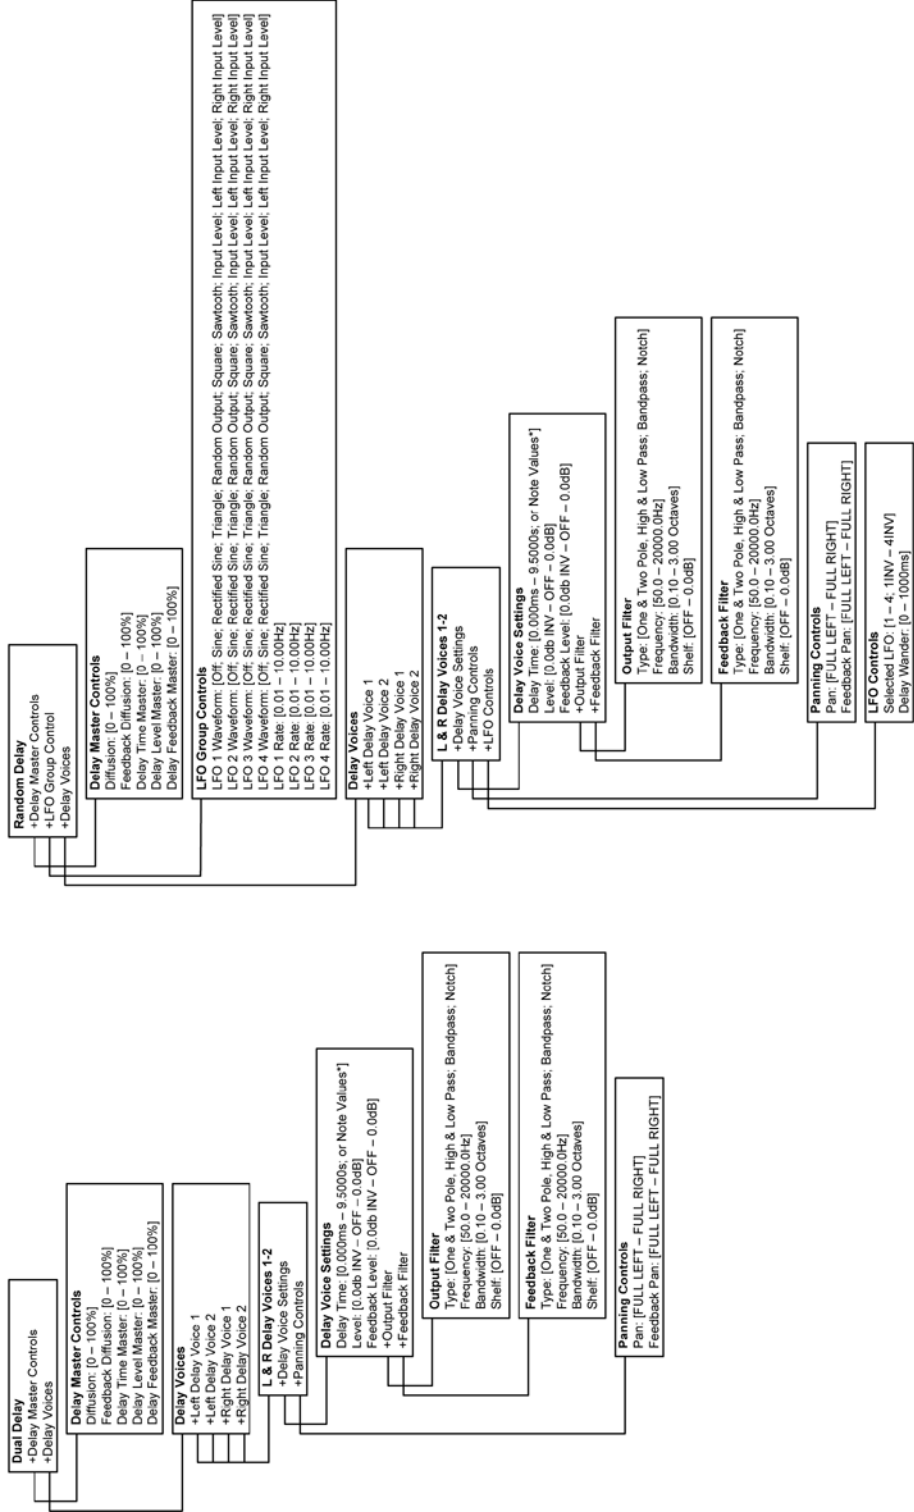 Dual Delay
+Delay Master Controls
+Delay Voices
Delay Master Controls
Diffusion: [0 – 100%]
Feedback Diffusion: [0 – 100%]
Delay Time Master: [0 – 100%]
Delay Level Master: [0 – 100%]
Delay Feedback Master: [0 – 100%]
Delay Voices
+Left Delay Voice 1
+Left Delay Voice 2
+Right Delay Voice 1
+Right Delay Voice 2
L & R Delay Voices 1-2
+Delay Voice Settings
+Panning Controls
Delay Voice Settings
Delay Time: [0.000ms – 9.5000s; or Note Values*]
Level: [0.0db INV – OFF – 0.0dB]
Feedback Level: [0.0db INV – OFF – 0.0dB]
+Output Filter
+Feedback Filter
Output Filter
Type: [One & Two Pole, High & Low Pass; Bandpass; Notch]
Frequency: [50.0 – 20000.0Hz]
Bandwidth: [0.10 – 3.00 Octaves]
Shelf: [OFF – 0.0dB]
Feedback Filter
Type: [One & Two Pole, High & Low Pass; Bandpass; Notch]
Frequency: [50.0 – 20000.0Hz]
Bandwidth: [0.10 – 3.00 Octaves]
Shelf: [OFF – 0.0dB]
Panning Controls
Pan: [FULL LEFT – FULL RIGHT]
Feedback Pan: [FULL LEFT – FULL RIGHT]
Random Delay
+Delay Master Controls
+LFO Group Control
+Delay Voices
Delay Master Controls
Diffusion: [0 – 100%]
Feedback Diffusion: [0 – 100%]
Delay Time Master: [0 – 100%]
Delay Level Master: [0 – 100%]
Delay Feedback Master: [0 – 100%]
LFO Group Controls
LFO 1 Waveform: [Off; Sine; Rectified Sine; Triangle; Random Output; Square; Sawtooth; Input Level; Left Input Level; Right Input Level]
LFO 2 Waveform: [Off; Sine; Rectified Sine; Triangle; Random Output; Square; Sawtooth; Input Level; Left Input Level; Right Input Level]
LFO 3 Waveform: [Off; Sine; Rectified Sine; Triangle; Random Output; Square; Sawtooth; Input Level; Left Input Level; Right Input Level]
LFO 4 Waveform: [Off; Sine; Rectified Sine; Triangle; Random Output; Square; Sawtooth; Input Level; Left Input Level; Right Input Level]
LFO 1 Rate: [0.01 – 10.00Hz]
LFO 2 Rate: [0.01 – 10.00Hz]
LFO 3 Rate: [0.01 – 10.00Hz]
LFO 4 Rate: [0.01 – 10.00Hz]
Delay Voices
+Left Delay Voice 1
+Left Delay Voice 2
+Right Delay Voice 1
+Right Delay Voice 2
L & R Delay Voices 1-2
+Delay Voice Settings
+Panning Controls
+LFO Controls
Delay Voice Settings
Delay Time: [0.000ms – 9.5000s; or Note Values*]
Level: [0.0db INV – OFF – 0.0dB]
Feedback Level: [0.0db INV – OFF – 0.0dB]
+Output Filter
+Feedback Filter
Output Filter
Type: [One & Two Pole, High & Low Pass; Bandpass; Notch]
Frequency: [50.0 – 20000.0Hz]
Bandwidth: [0.10 – 3.00 Octaves]
Shelf: [OFF – 0.0dB]
Feedback Filter
Type: [One & Two Pole, High & Low Pass; Bandpass; Notch]
Frequency: [50.0 – 20000.0Hz]
Bandwidth: [0.10 – 3.00 Octaves]
Shelf: [OFF – 0.0dB]
Panning Controls
Pan: [FULL LEFT – FULL RIGHT]
Feedback Pan: [FULL LEFT – FULL RIGHT]
LFO Controls
Selected LFO: [1 – 4; 1INV – 4INV]
Delay Wander: [0 – 1000ms]